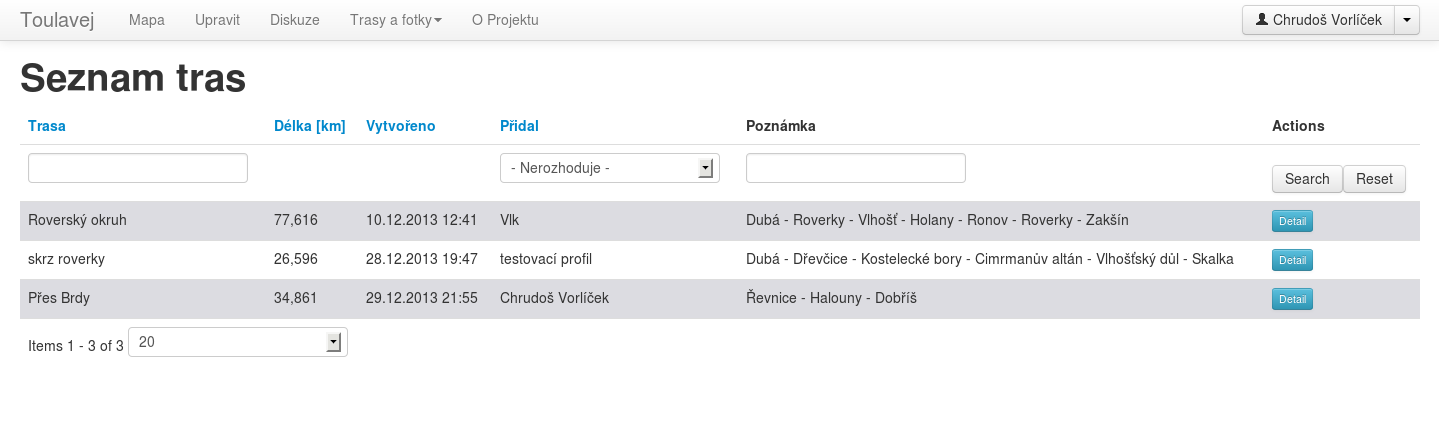 Toulavej Mapa Upravit Diskuze Trasy a fotky O Projektu Chrudoš Vorlíček
Seznam tras
Trasa Délka [km] Vytvořeno Přidal Poznámka Actions
- Nerozhoduje - Search Reset
Roverský okruh 77,616 10.12.2013 12:41 Vlk Dubá - Roverky - Vlhošť - Holany - Ronov - Roverky - Zakšín Detail
skrz roverky 26,596 28.12.2013 19:47 testovací profil Dubá - Dřevčice - Kostelecké bory - Cimrmanův altán - Vlhošťský důl - Skalka Detail
Přes Brdy 34,861 29.12.2013 21:55 Chrudoš Vorlíček Řevnice - Halouny - Dobříš Detail
Items 1 - 3 of 3 20